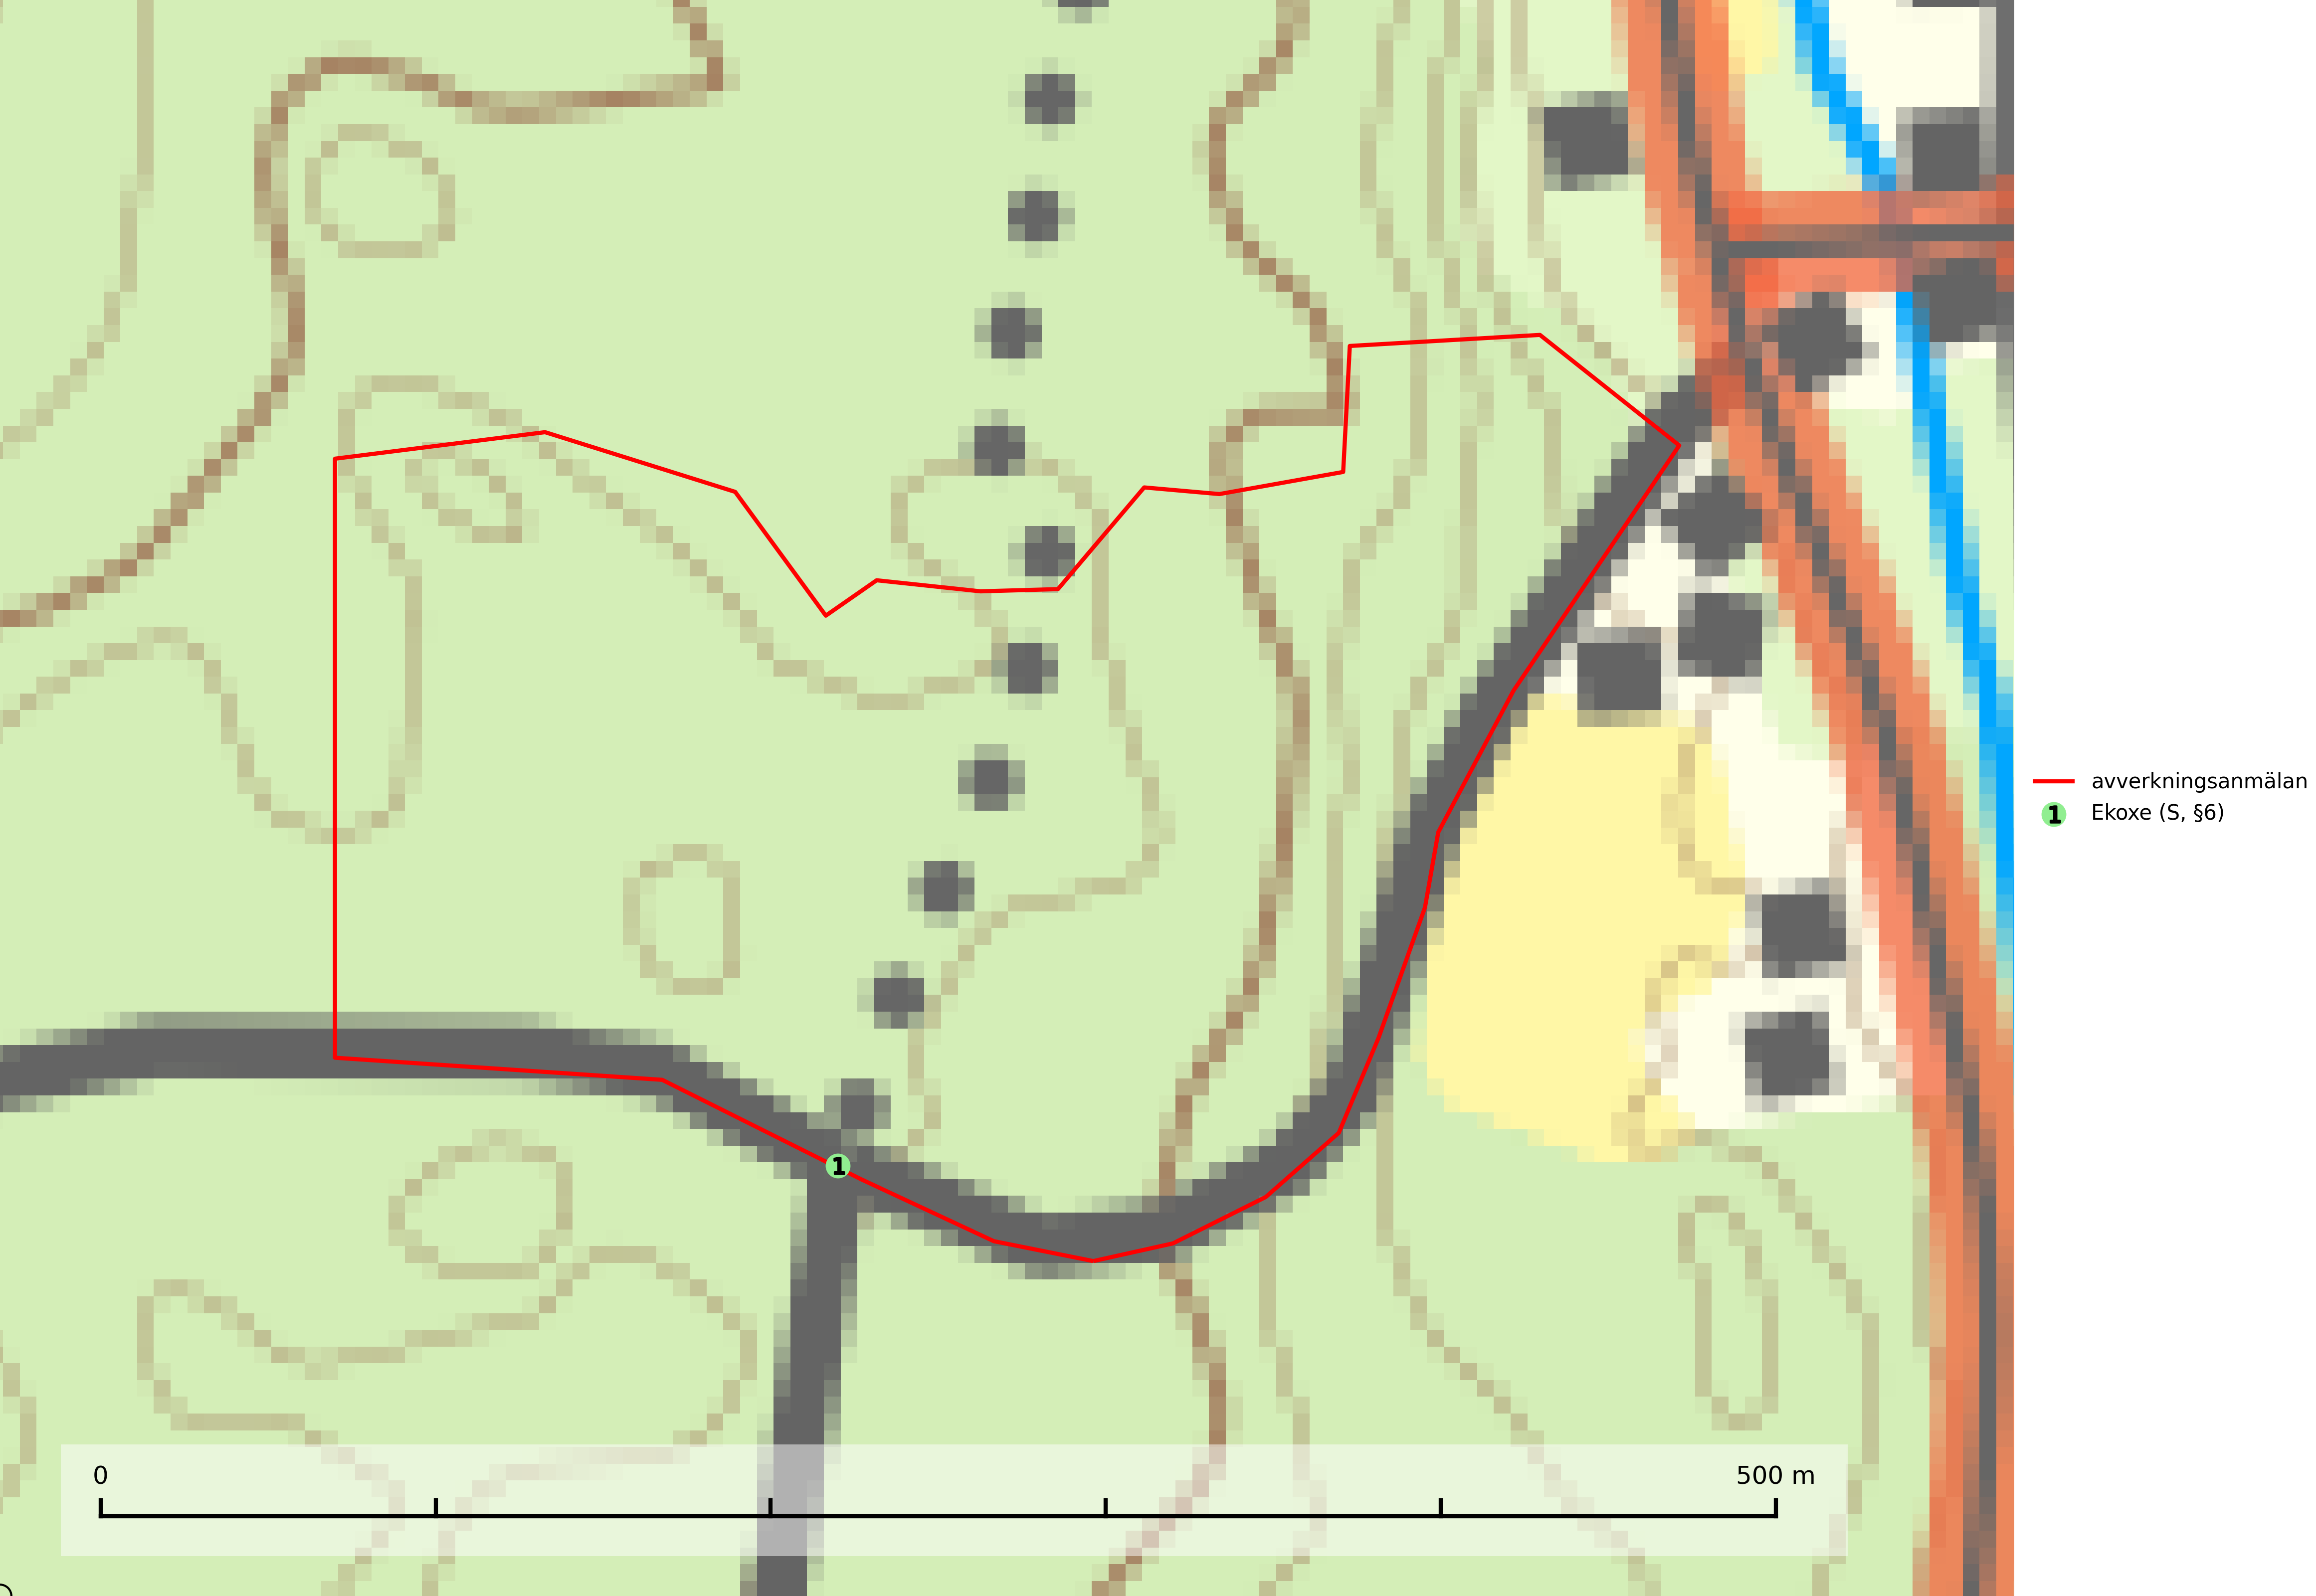 avverkningsanmälan
1 Ekoxe (S, §6)
1
0 500 m